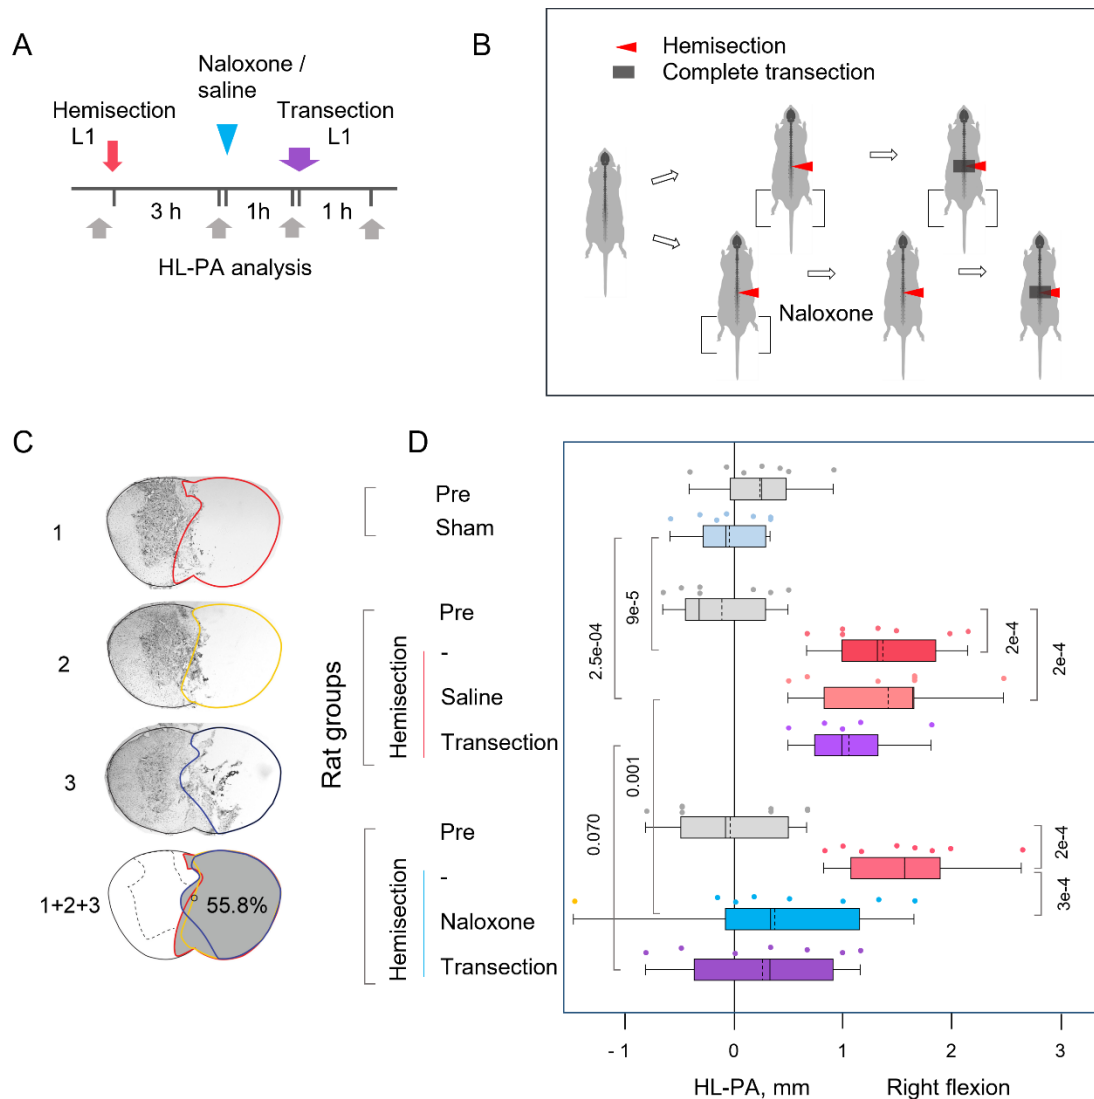 A
Naloxone /
saline
Hemisection
L1
Transection
L1
3 h
1h
1 h
HL-PA analysis
B
Hemisection
Complete transection
Naloxone
C
1
2
3
1+2+3
55.8%
D
Rat groups
Pre
Sham
Hemisection
Pre
-
Saline
Transection
Hemisection
Pre
-
Naloxone
Transection
2.5e-04
9e-5
0.070
0.001
2e-4
2e-4
2e-4
3e-4
- 1
0
1
2
3
HL-PA, mm
Right flexion